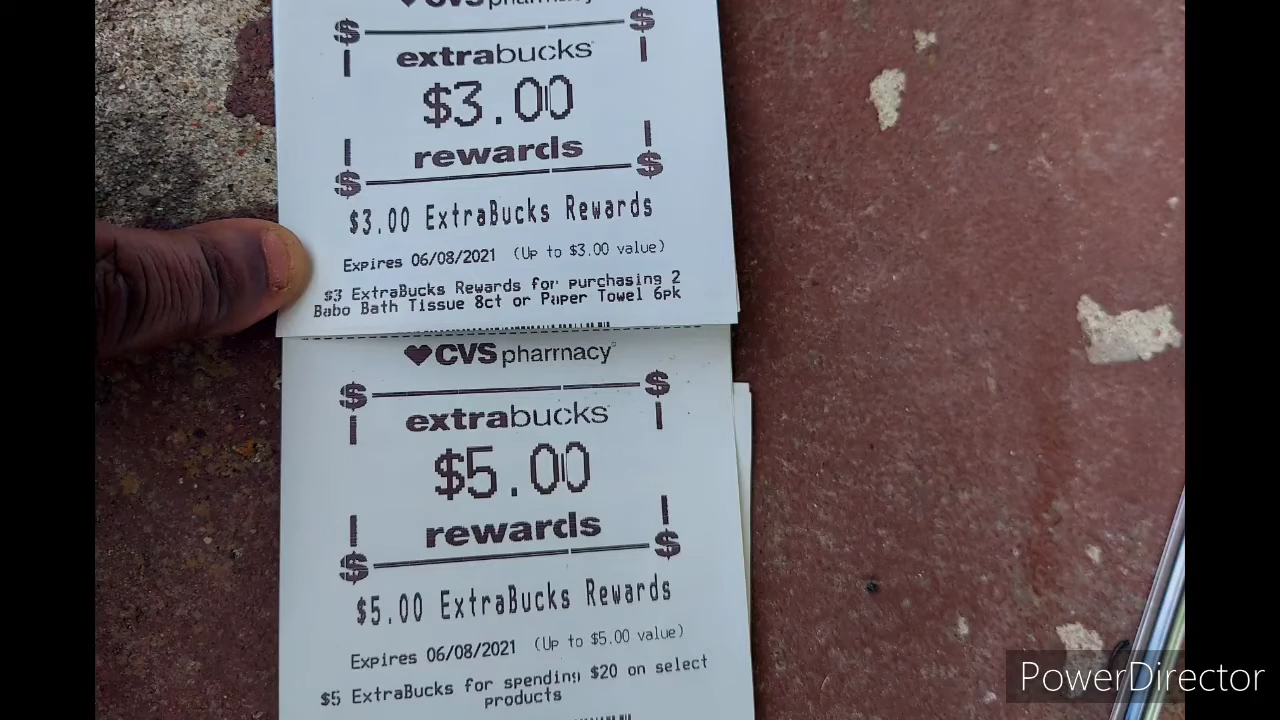 CVS pharmacy
$ $
extrabucks
$3.00
rewards
$ $
$3.00 ExtraBucks Rewards
Expires 06/08/2021 (Up to $3.00 value)
$3 ExtraBucks Rewards for purchasing 2
Babo Bath Tissue 8ct or Paper Towel 6pk
CVS pharmacy
$ $
extrabucks
$5.00
rewards
$ $
$5.00 ExtraBucks Rewards
Expires 06/08/2021 (Up to $5.00 value)
$5 ExtraBucks for spending $20 on select
products
PowerDirector